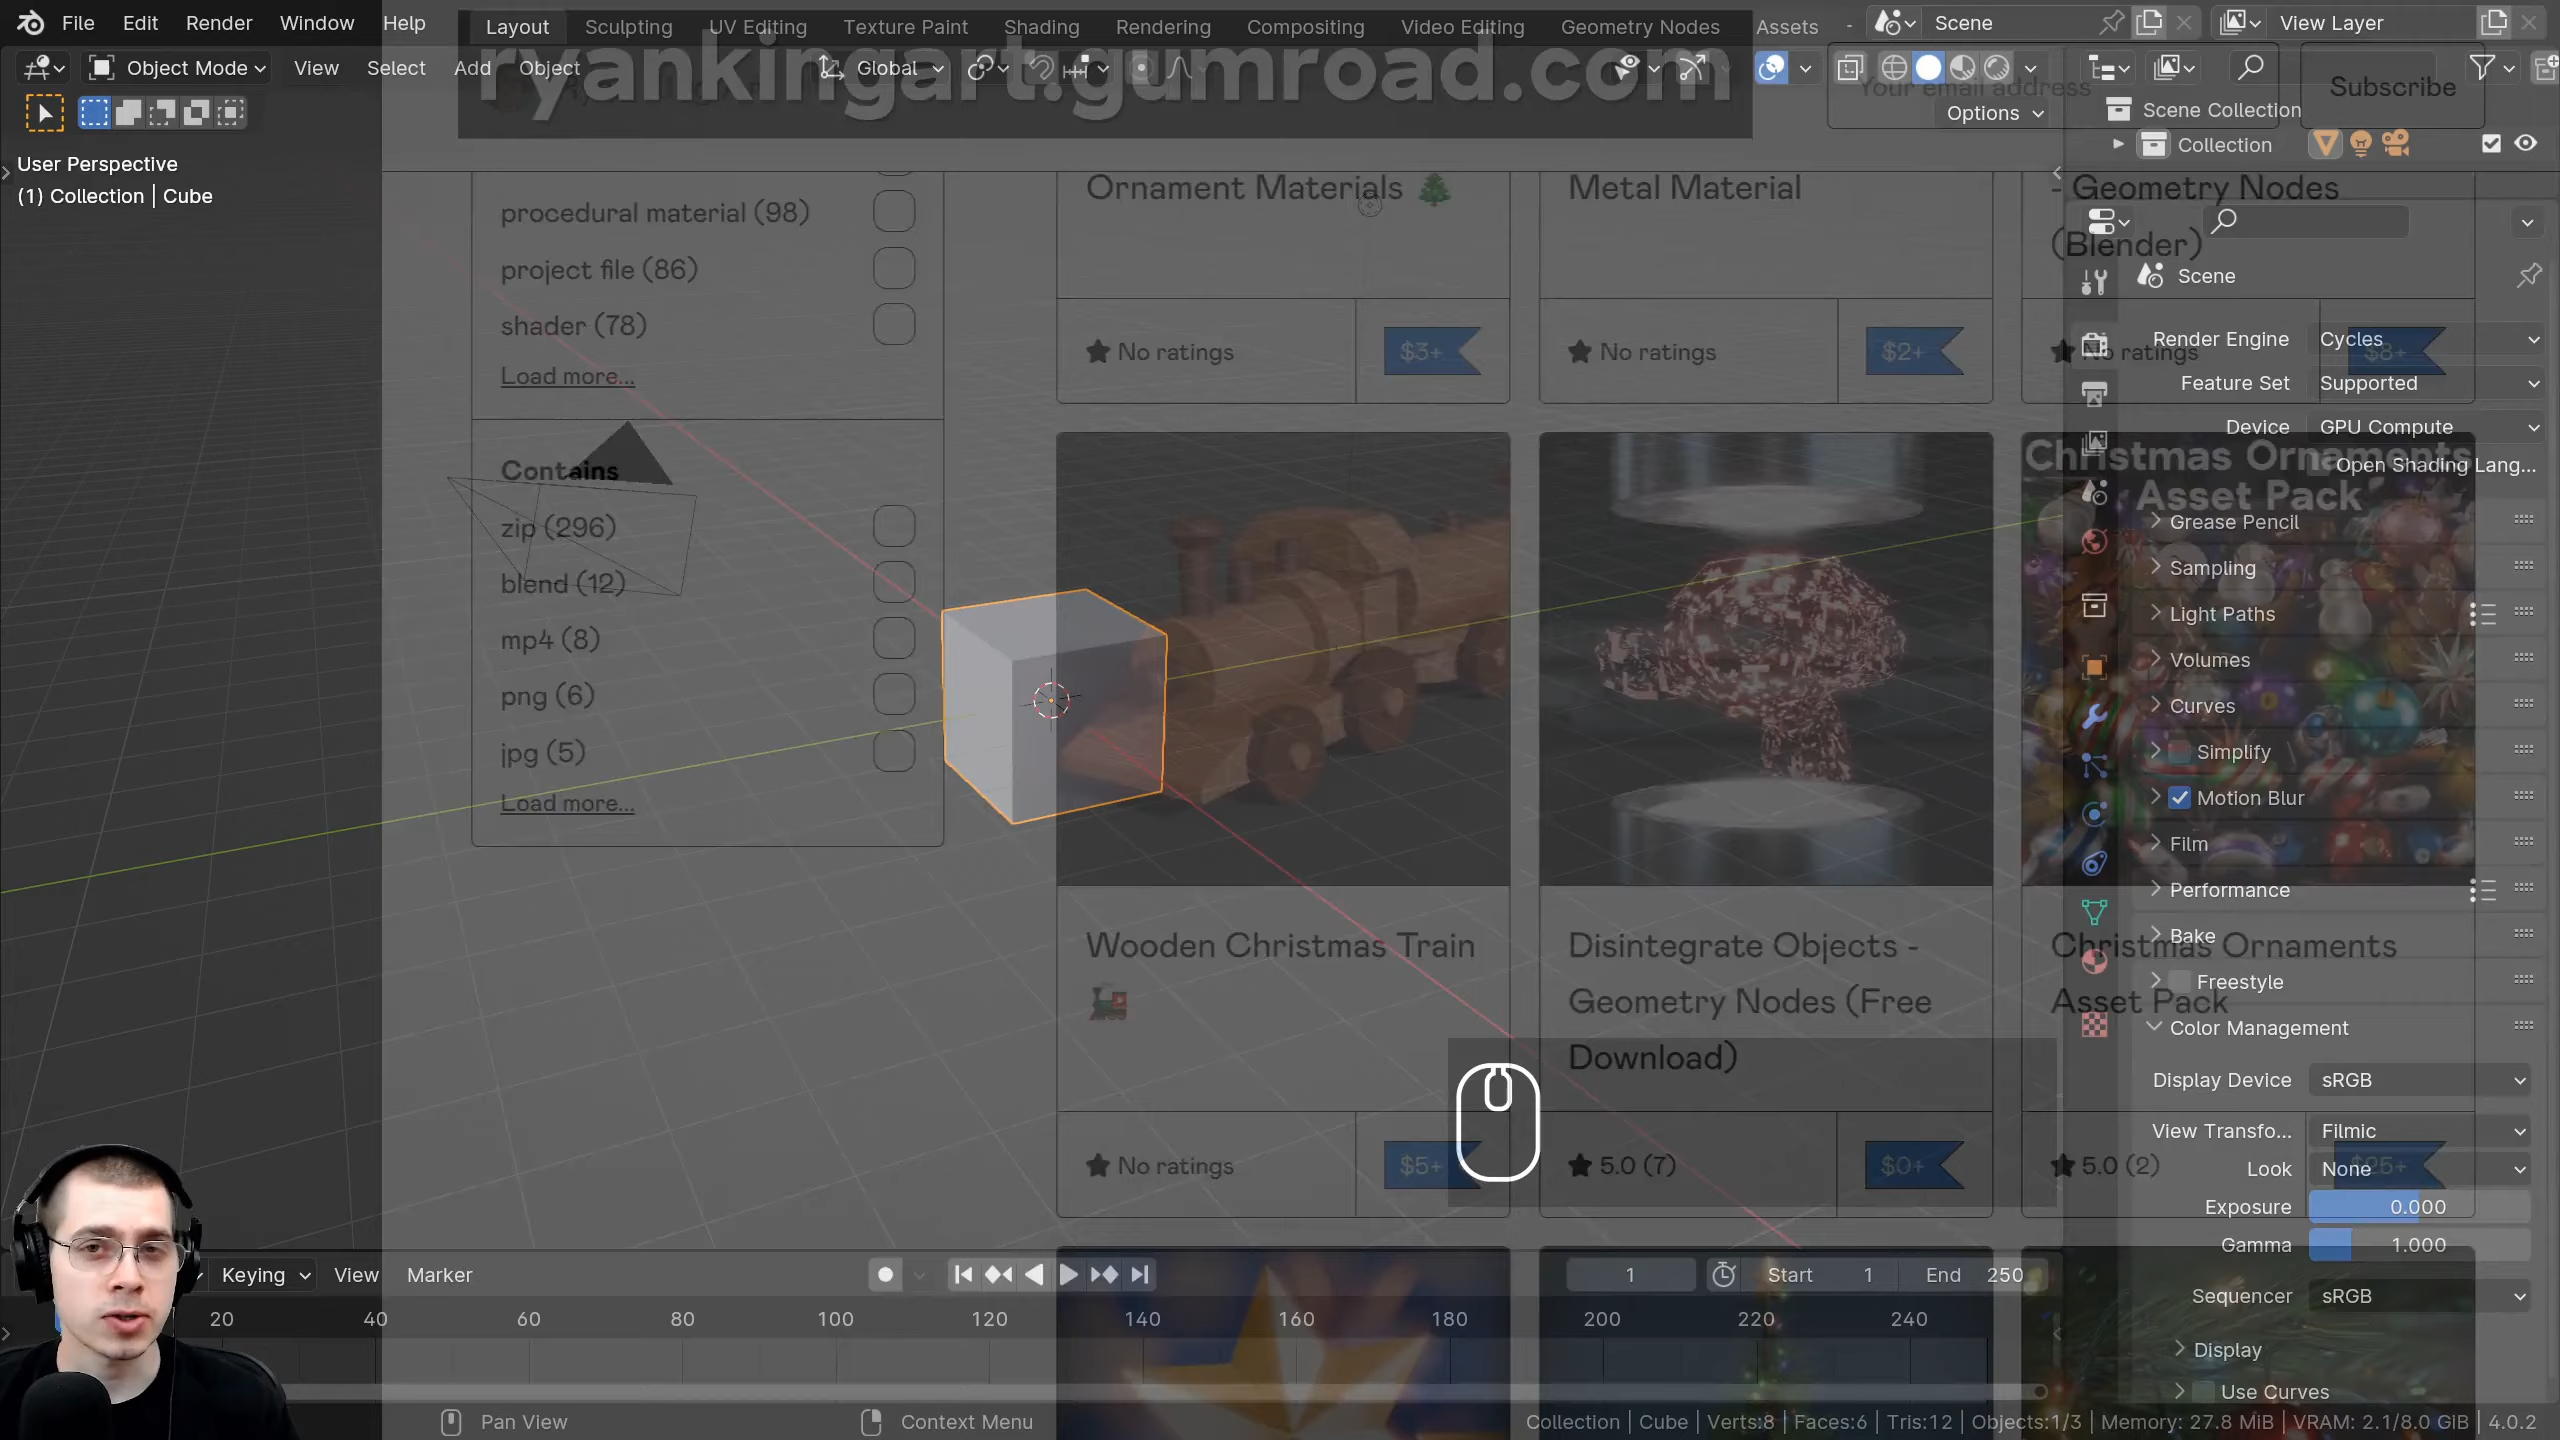 File Edit Render Window Help
Layout Sculpting UV Editing Texture Paint Shading Rendering Compositing Video Editing Geometry Nodes Assets
Scene
View Layer
ryankingart.gumroad.com
Object Mode View Select Add Object
Global
Your email address
Subscribe
Options
Scene Collection
Collection
User Perspective
(1) Collection | Cube
procedural material (98)
project file (86)
shader (78)
Load more...
Contains
zip (296)
blend (12)
mp4 (8)
png (6)
jpg (5)
Load more...
Ornament Materials
No ratings $3+
Metal Material
No ratings $2+
- Geometry Nodes
(Blender)
No ratings $8+
Wooden Christmas Train
No ratings $5+
Disintegrate Objects -
Geometry Nodes (Free
Download)
5.0 (7) $0+
Christmas Ornaments
Asset Pack
Christmas Ornaments
Asset Pack
5.0 (2) $25+
Scene
Render Engine Cycles
Feature Set Supported
Device GPU Compute
Open Shading Lang...
Grease Pencil
Sampling
Light Paths
Volumes
Curves
Simplify
Motion Blur
Film
Performance
Bake
Freestyle
Color Management
Display Device sRGB
View Transfo... Filmic
Look None
Exposure 0.000
Gamma 1.000
Sequencer sRGB
Display
Use Curves
Keying View Marker
1 Start 1 End 250
20 40 60 80 100 120 140 160 180 200 220 240
Pan View Context Menu
Collection | Cube | Verts:8 | Faces:6 | Tris:12 | Objects:1/3 | Memory: 27.8 MiB | VRAM: 2.1/8.0 GiB | 4.0.2